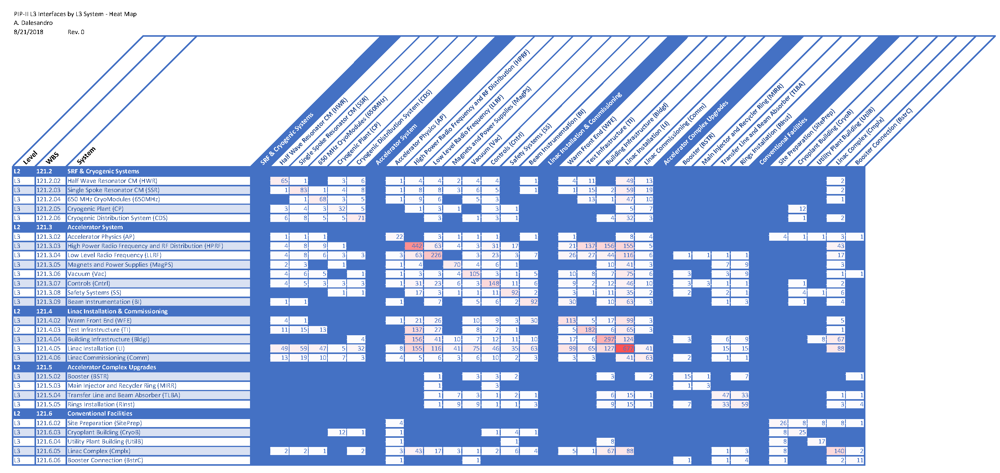 PIP-II L3 Interfaces by L3 System - Heat Map
A. Dalesandro
8/21/2018 Rev. 0
Level WBS System SRF & Cryogenic Systems Half Wave Resonator CM (HWR) Single Spoke Resonator CM (SSR) 650 MHz CryoModules (650MHz) Cryogenic Plant (CP) Cryogenic Distribution System (CDS) Accelerator System Accelerator Physics (AP) High Power Radio Frequency and RF Distribution (HPRF) Low Level Radio Frequency (LLRF) Magnets and Power Supplies (MagPS) Vacuum (Vac) Controls (Cntrl) Safety Systems (SS) Beam Instrumentation (BI) Linac Installation & Commissioning Warm Front End (WFE) Test Infrastructure (TI) Building Infrastructure (BldgI) Linac Installation (LI) Linac Commissioning (Comm) Accelerator Complex Upgrades Booster (BSTR) Main Injector and Recycler Ring (MIRR) Transfer Line and Beam Absorber (TLBA) Rings Installation (RInst) Conventional Facilities Site Preparation (SitePrep) Cryoplant Building (CryoB) Utility Plant Building (UtilB) Linac Complex (Cmplx) Booster Connection (BstrC)
L2 121.2 SRF & Cryogenic Systems
L3 121.2.02 Half Wave Resonator CM (HWR) 65 1 3 6 1 4 4 2 4 4 1 4 11 49 13 2
L3 121.2.03 Single Spoke Resonator CM (SSR) 1 83 1 4 8 1 8 8 3 6 5 1 1 15 2 59 19 2
L3 121.2.04 650 MHz CryoModules (650MHz) 1 68 3 5 1 9 6 5 3 13 1 47 10 1
L3 121.2.05 Cryogenic Plant (CP) 3 4 3 32 5 1 3 1 3 1 5 7 12
L3 121.2.06 Cryogenic Distribution System (CDS) 6 8 5 5 71 3 1 3 1 4 32 3 1 2
L2 121.3 Accelerator System
L3 121.3.02 Accelerator Physics (AP) 1 1 1 22 3 1 1 1 1 1 8 4 4 1 1 3 1
L3 121.3.03 High Power Radio Frequency and RF Distribution (HPRF) 4 8 9 1 442 63 4 3 31 17 21 137 156 155 5 43
L3 121.3.04 Low Level Radio Frequency (LLRF) 4 8 6 3 3 3 63 226 3 23 3 7 26 27 44 116 6 1 1 1 1 17
L3 121.3.05 Magnets and Power Supplies (MagPS) 2 3 1 1 4 70 4 6 1 10 41 3 7 9 3
L3 121.3.06 Vacuum (Vac) 4 6 5 1 1 3 3 4 105 3 1 5 10 8 7 75 6 3 3 9 1 1
L3 121.3.07 Controls (Cntrl) 4 5 3 3 3 1 31 23 6 3 148 11 6 9 2 12 46 10 3 3 1 1 1 2
L3 121.3.08 Safety Systems (SS) 1 1 17 3 1 1 11 92 2 3 1 11 35 2 2 2 1 4 1 6
L3 121.3.09 Beam Instrumentation (BI) 1 1 1 7 5 6 2 92 30 10 63 3 1 3 1 4
L2 121.4 Linac Installation & Commissioning
L3 121.4.02 Warm Front End (WFE) 4 1 1 21 26 10 9 3 30 113 5 17 99 3 5
L2 121.4.03 Test Infrastructure (TI) 11 15 13 137 27 8 2 1 5 182 6 65 3 1
L3 121.4.04 Building Infrastructure (BldgI) 4 156 41 10 7 12 11 10 17 6 297 124 3 6 9 8 67
L3 121.4.05 Linac Installation (LI) 49 59 47 5 32 8 155 116 41 75 46 35 63 99 65 127 677 41 15 15 88
L3 121.4.06 Linac Commissioning (Comm) 13 19 10 7 3 4 5 6 3 6 10 2 3 3 3 41 63 2 1 1
L2 121.5 Accelerator Complex Upgrades
L3 121.5.02 Booster (BSTR) 1 3 3 2 3 2 15 1 7 1
L3 121.5.03 Main Injector and Recycler Ring (MIRR) 1 3 1 3
L3 121.5.04 Transfer Line and Beam Absorber (TLBA) 1 7 3 1 2 1 6 15 1 47 33 1 1
L3 121.5.05 Rings Installation (RInst) 1 9 9 1 1 3 9 15 1 7 33 59 3 4
L2 121.6 Conventional Facilities
L3 121.6.02 Site Preparation (SitePrep) 4 26 8 8 8 1
L3 121.6.03 Cryoplant Building (CryoB) 12 1 1 1 4 1 8 25
L3 121.6.04 Utility Plant Building (UtilB) 1 1 8 8 17
L3 121.6.05 Linac Complex (Cmplx) 2 2 1 2 3 43 17 3 1 2 6 4 5 1 67 88 1 3 8 140 2
L3 121.6.06 Booster Connection (BstrC) 1 1 1 1 4 1 2 11